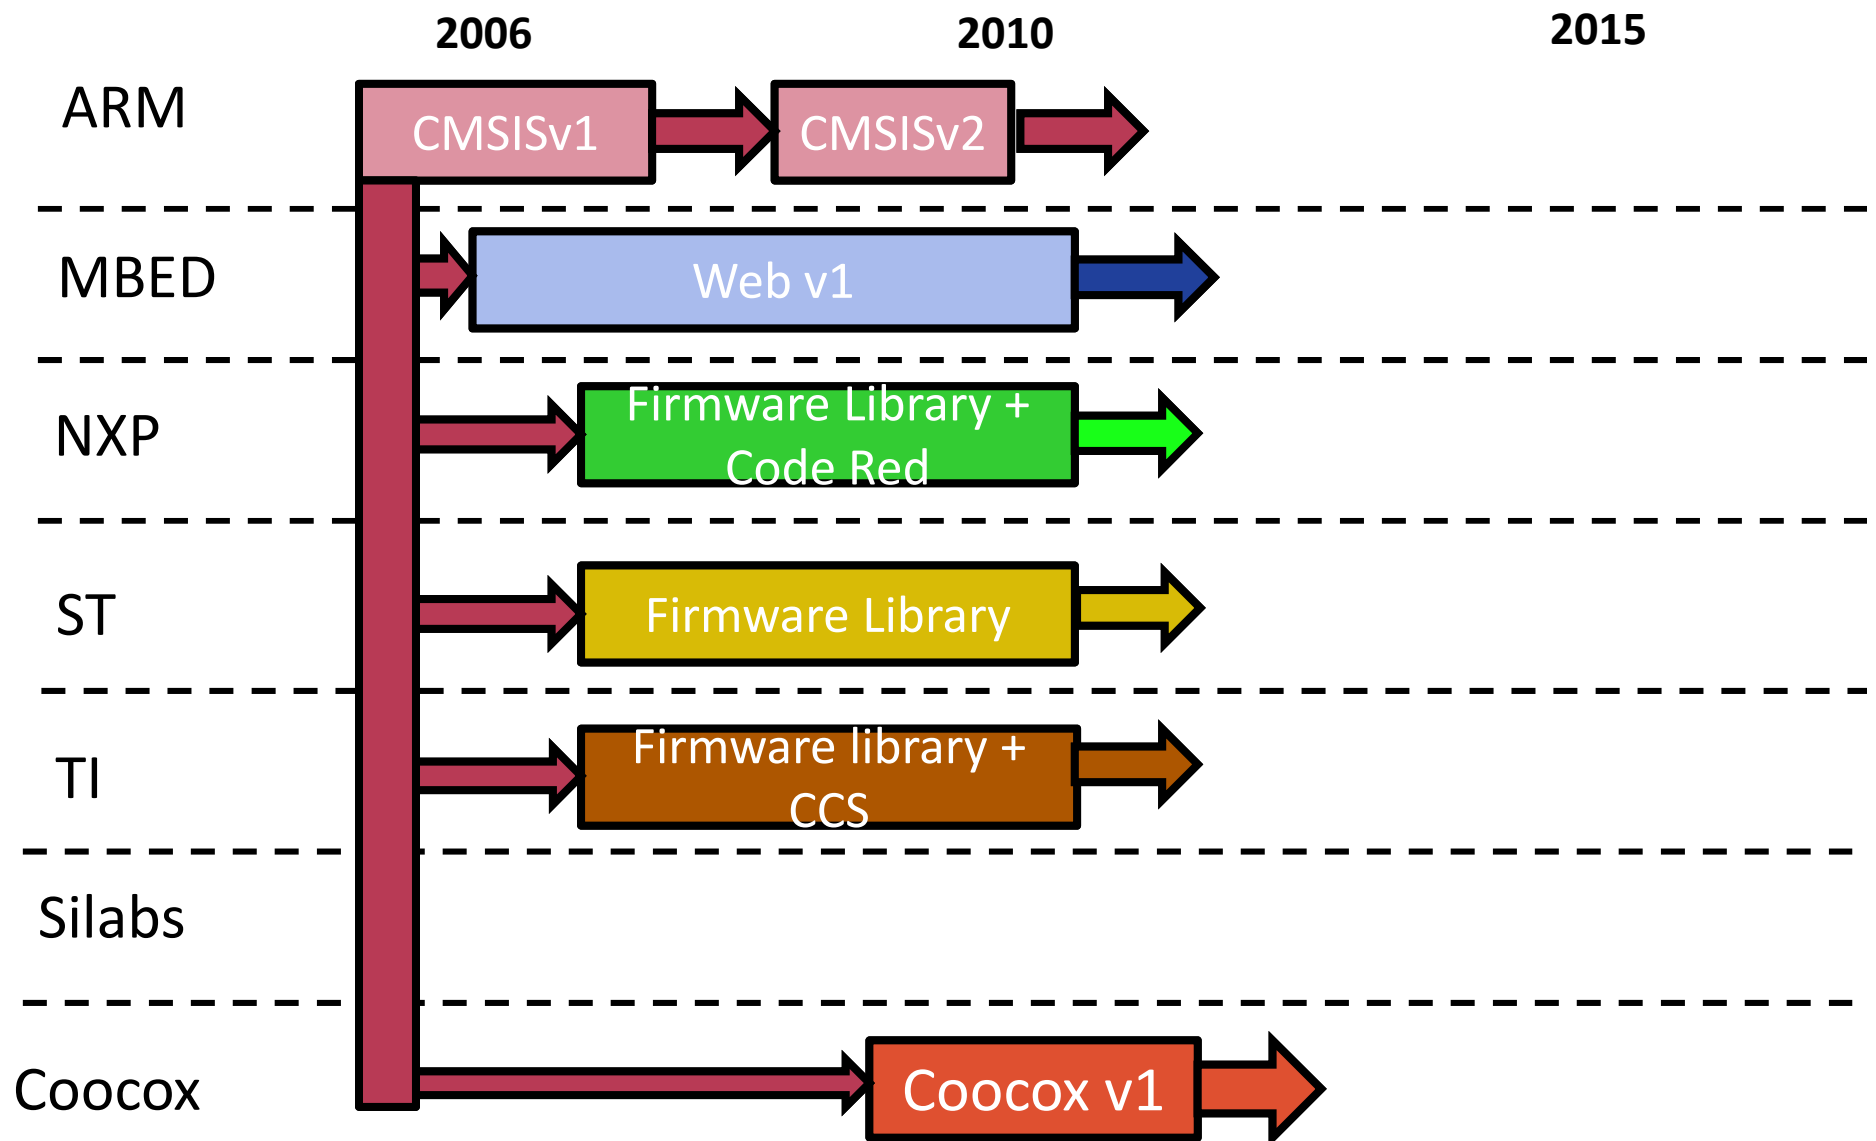 2006 2010 2015
ARM CMSISv1 CMSISv2
MBED Web v1
NXP Firmware Library +
Code Red
ST Firmware Library
TI Firmware library +
CCS
Silabs
Coocox Coocox v1